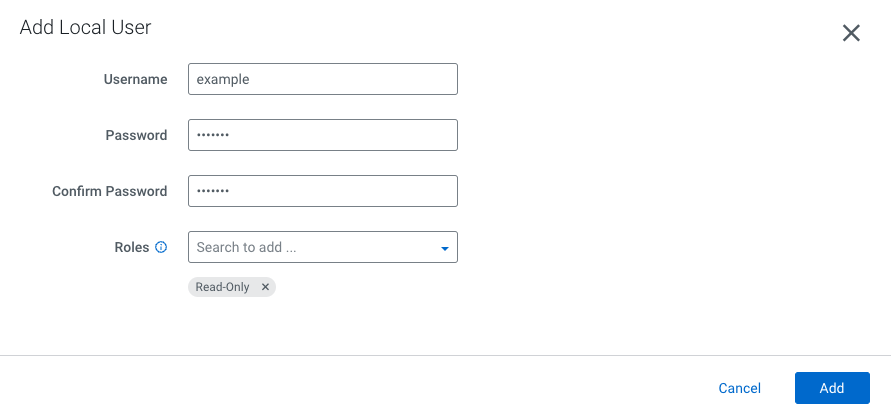 Add Local User
Username
example
Password
•••••••
Confirm Password
•••••••
Roles
Search to add ...
Read-Only
Cancel
Add